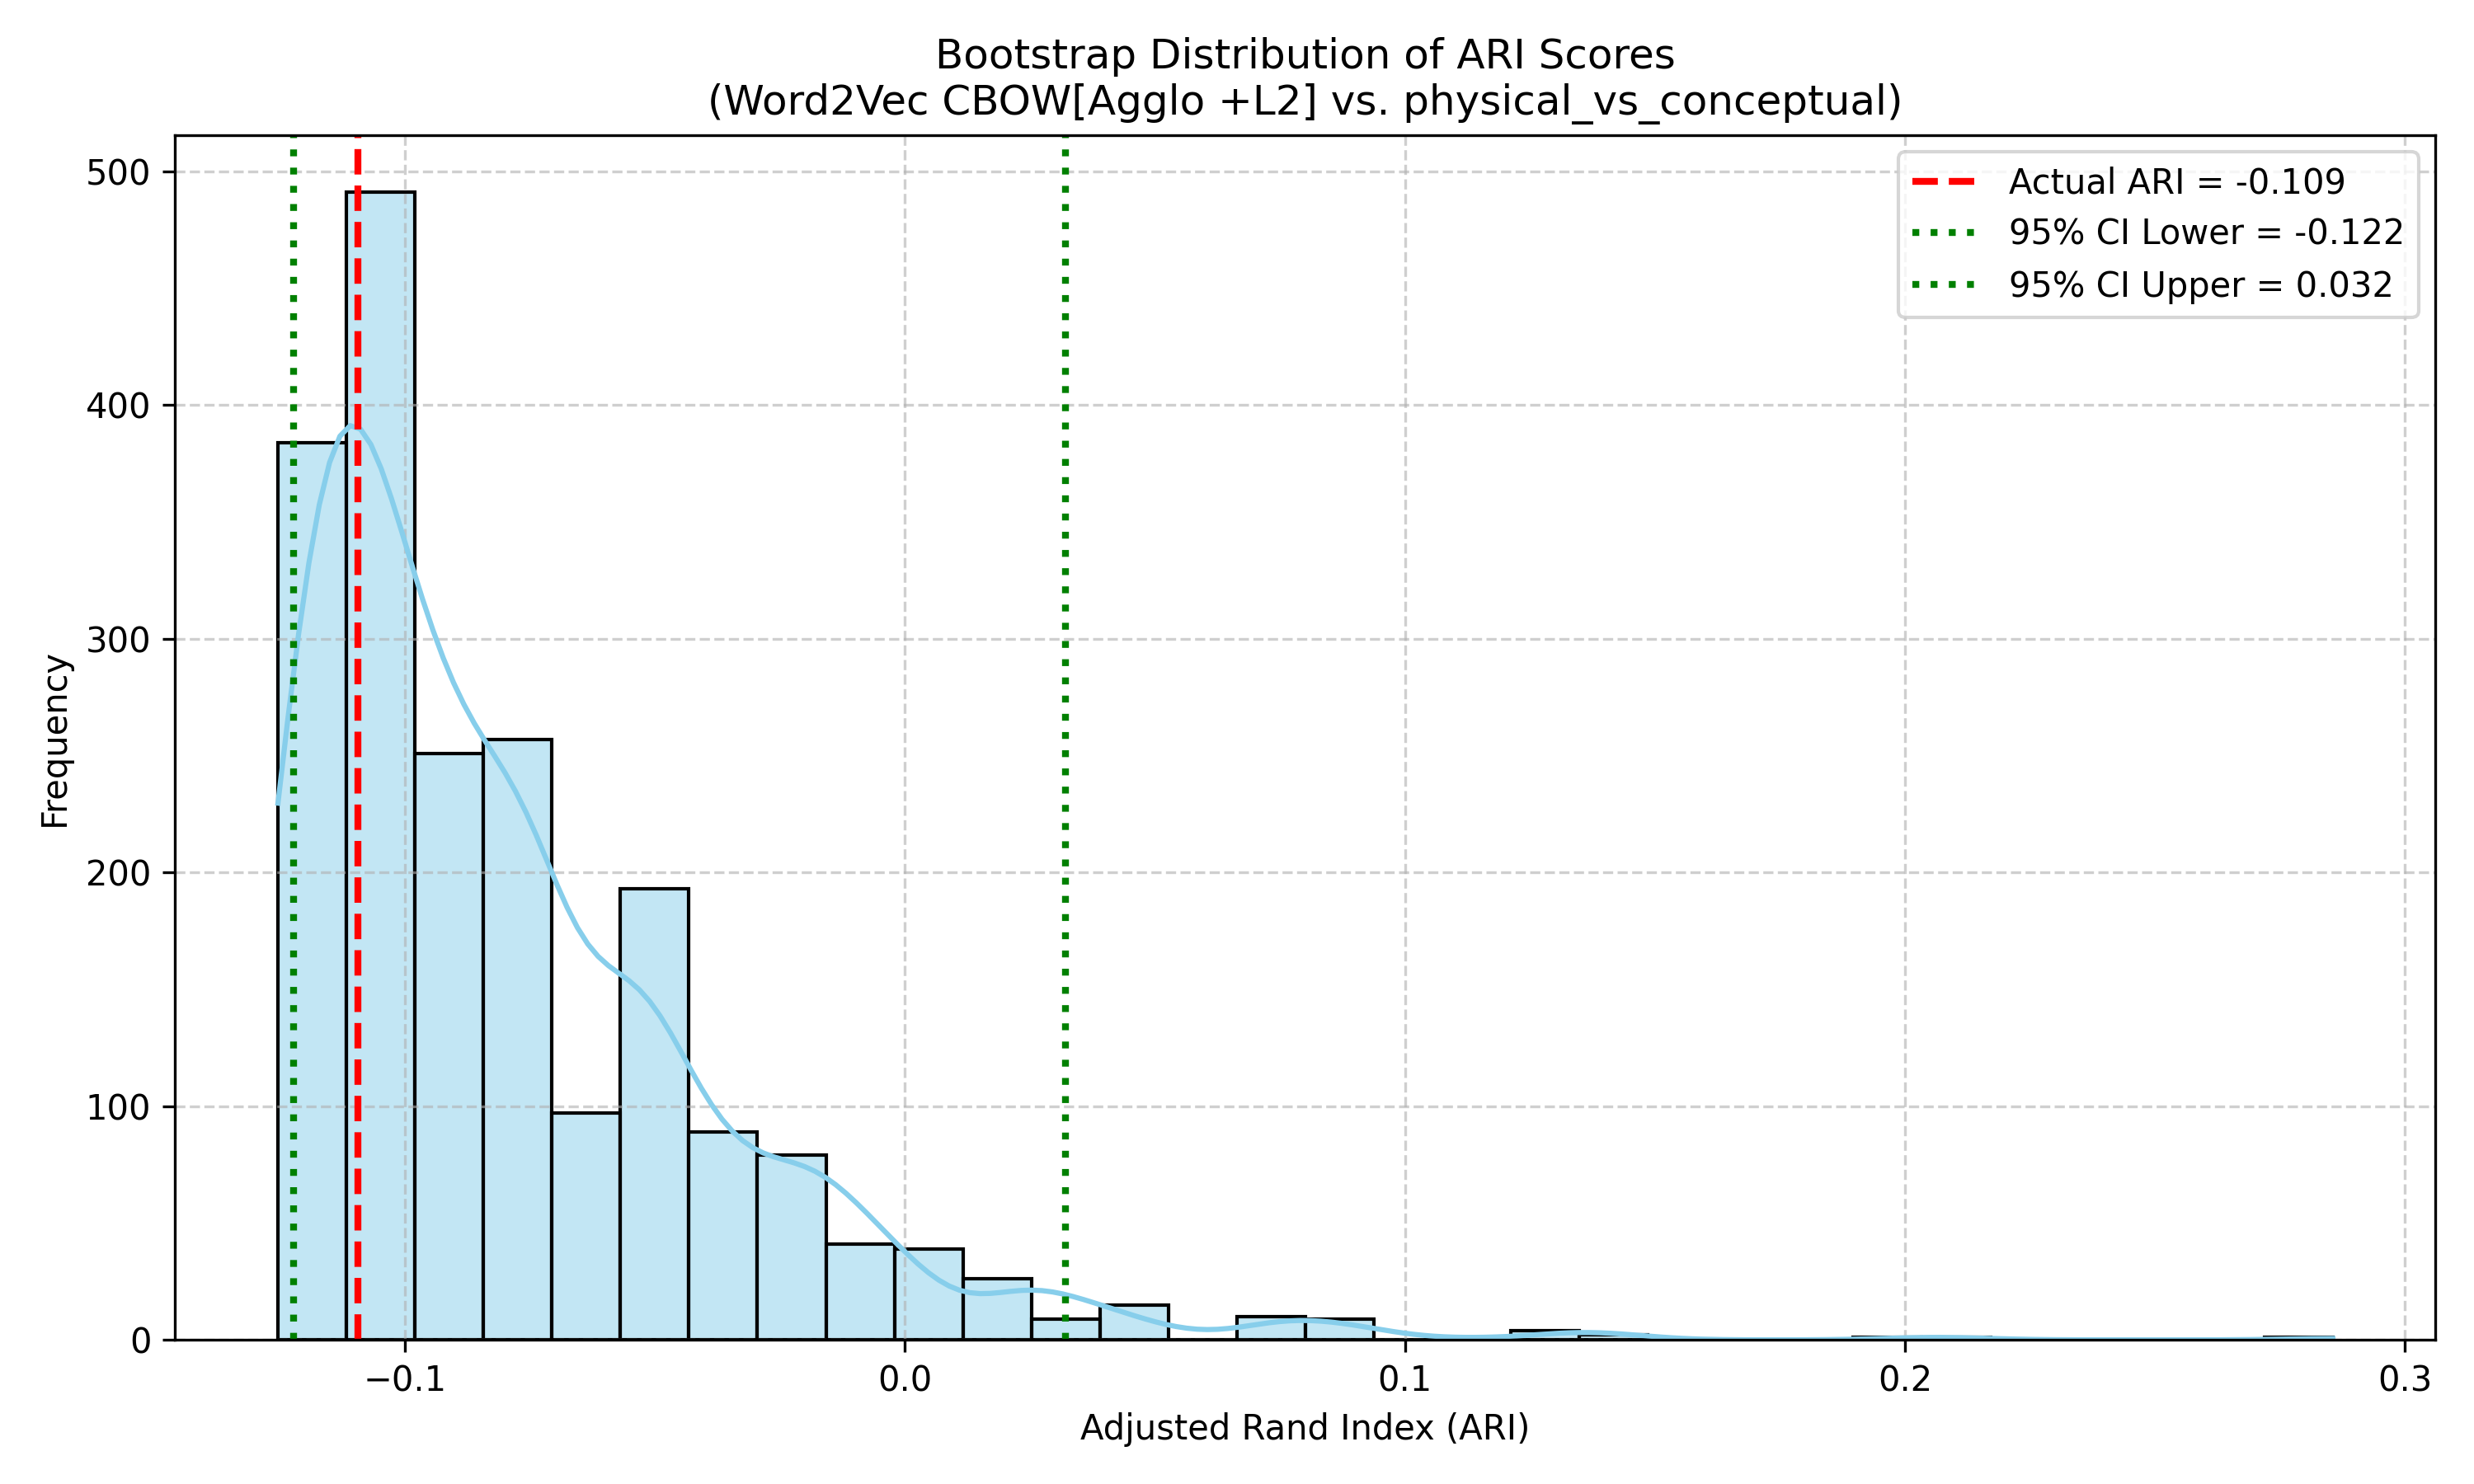 Bootstrap Distribution of ARI Scores
(Word2Vec CBOW[Agglo +L2] vs. physical_vs_conceptual)
Actual ARI = -0.109
95% CI Lower = -0.122
95% CI Upper = 0.032
Frequency
500
400
300
200
100
0
−0.1
0.0
0.1
0.2
0.3
Adjusted Rand Index (ARI)